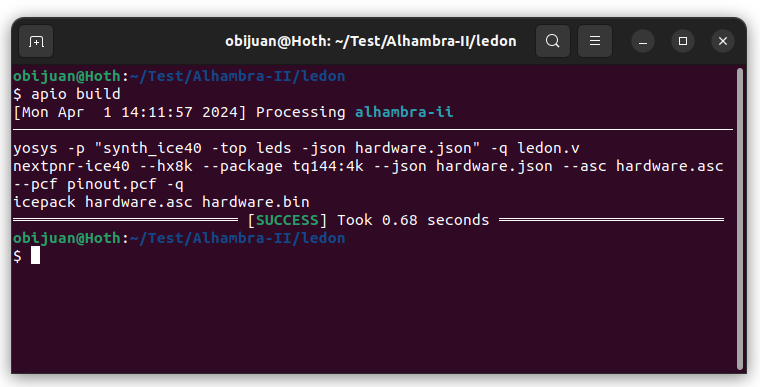 obijuan@Hoth: ~/Test/Alhambra-II/ledon
obijuan@Hoth:~/Test/Alhambra-II/ledon
$ apio build
[Mon Apr  1 14:11:57 2024] Processing alhambra-ii
yosys -p "synth_ice40 -top leds -json hardware.json" -q ledon.v
nextpnr-ice40 --hx8k --package tq144:4k --json hardware.json --asc hardware.asc
--pcf pinout.pcf -q
icepack hardware.asc hardware.bin
[SUCCESS] Took 0.68 seconds
obijuan@Hoth:~/Test/Alhambra-II/ledon
$